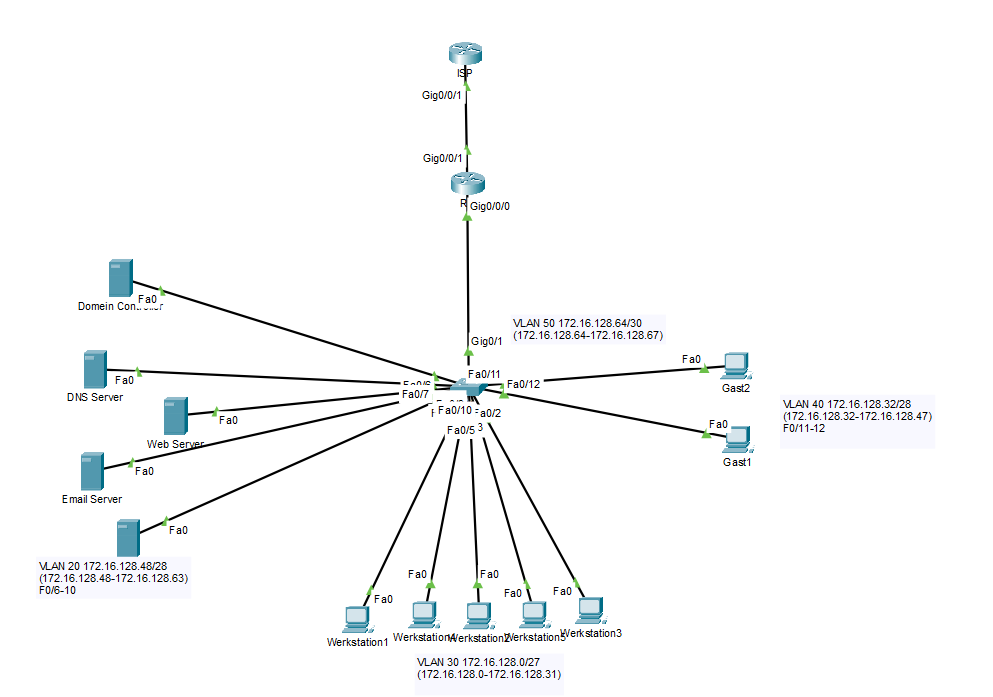 ISP
Gig0/0/1
Gig0/0/1
R
Gig0/0/0
Fa0
Domein Controller
VLAN 50 172.16.128.64/30
(172.16.128.64-172.16.128.67)
Gig0/1
Fa0
Gast2
Fa0/11
Fa0
DNS Server
Fa0/6
Fa0/12
Fa0/7
VLAN 40 172.16.128.32/28
(172.16.128.32-172.16.128.47)
F0/11-12
Fa0/10
Fa0/2
3
Fa0
Web Server
Fa0
Gast1
Fa0/5
Fa0
Email Server
Fa0
VLAN 20 172.16.128.48/28
(172.16.128.48-172.16.128.63)
F0/6-10
Fa0
Fa0
Fa0
Fa0
Fa0
Workstation1
Workstation2
Workstation5
Workstation3
VLAN 30 172.16.128.0/27
(172.16.128.0-172.16.128.31)